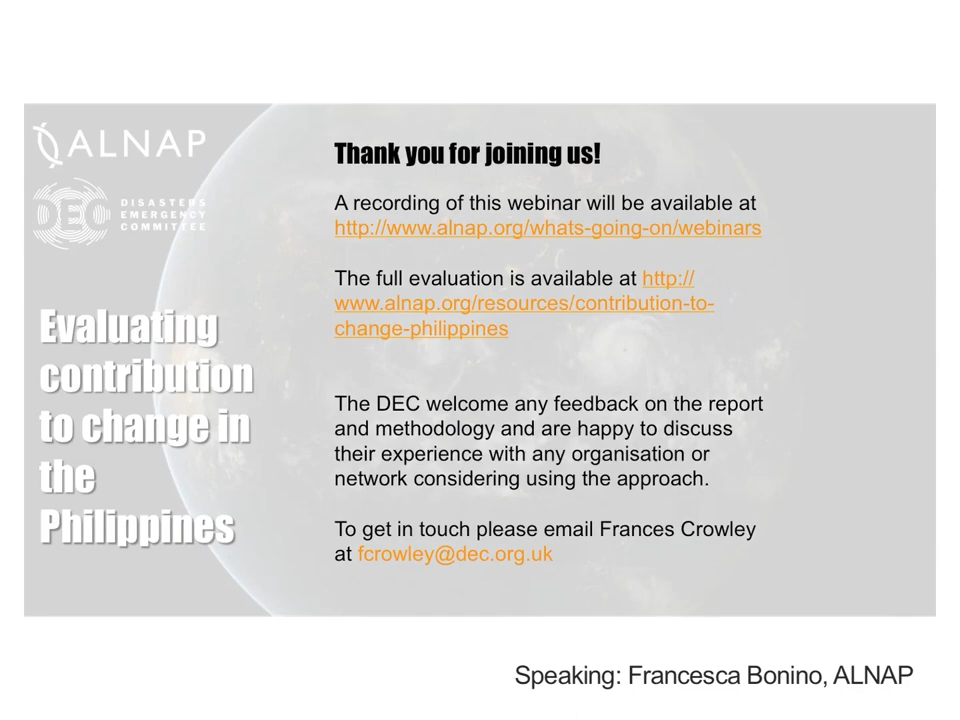 ALNAP
DEC
DISASTERS
EMERGENCY
COMMITTEE
Evaluating
contribution
to change in
the
Philippines
Thank you for joining us!
A recording of this webinar will be available at
http://www.alnap.org/whats-going-on/webinars
The full evaluation is available at http://
www.alnap.org/resources/contribution-to-
change-philippines
The DEC welcome any feedback on the report
and methodology and are happy to discuss
their experience with any organisation or
network considering using the approach.
To get in touch please email Frances Crowley
at fcrowley@dec.org.uk
Speaking: Francesca Bonino, ALNAP